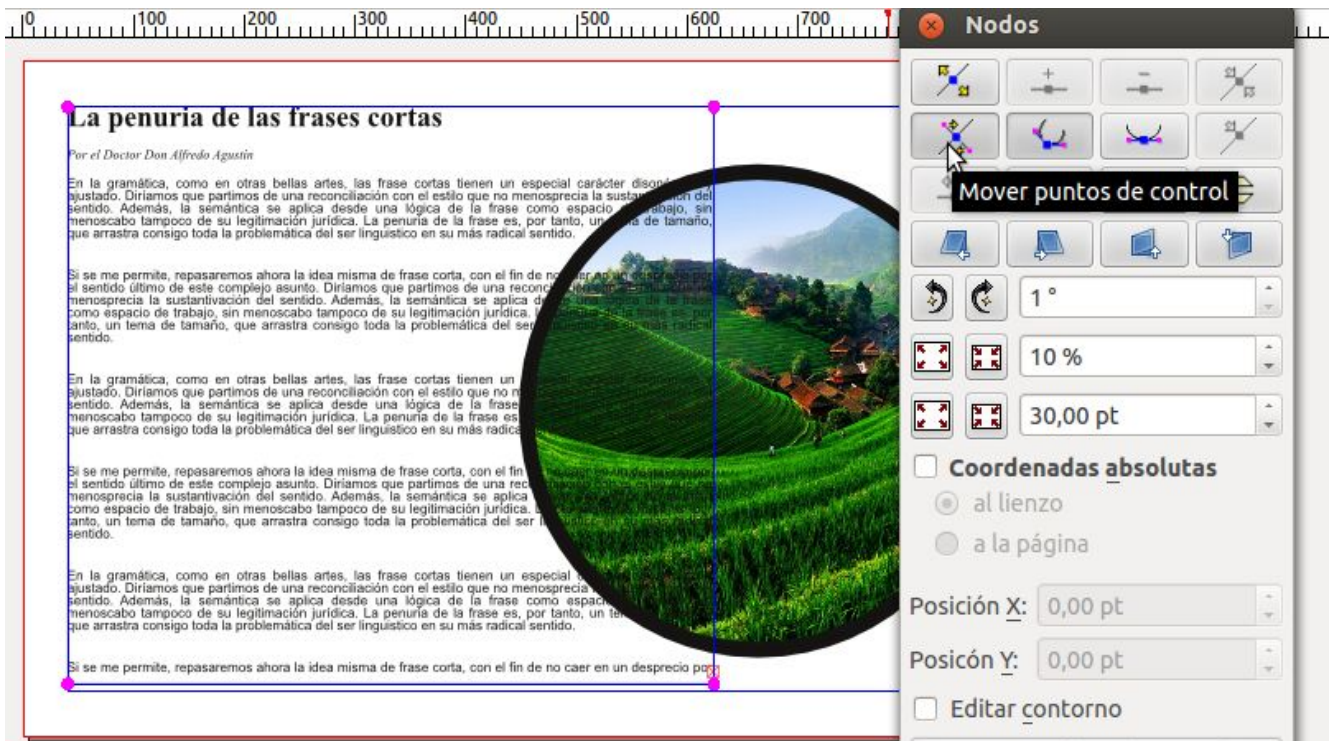 0 100 200 300 400 500 600 700
Nodos
Mover puntos de control
1 °
10 %
30,00 pt
Coordenadas absolutas
al lienzo
a la página
Posición X: 0,00 pt
Posicón Y: 0,00 pt
Editar contorno
La penuria de las frases cortas
Por el Doctor Don Alfredo Agustín
En la gramática, como en otras bellas artes, las frase cortas tienen un especial carácter
ajustado. Diríamos que partimos de una reconciliación con el estilo que no menosprecia la del
sentido. Además, la semántica se aplica desde una lógica de la frase como espacio sin
menoscabo tampoco de su legitimación jurídica. La penuria de la frase es, por tanto, de tamaño,
que arrastra consigo toda la problemática del ser linguistico en su más radical sentido.
Si se me permite, repasaremos ahora la idea misma de frase corta, con el fin de
el sentido último de este complejo asunto. Diríamos que partimos de una
menosprecia la sustantivación del sentido. Además, la semántica se aplica
como espacio de trabajo, sin menoscabo tampoco de su legitimación jurídica.
tanto, un tema de tamaño, que arrastra consigo toda la problemática del ser
sentido.
En la gramática, como en otras bellas artes, las frase cortas tienen un
ajustado. Diríamos que partimos de una reconciliación con el estilo que no
sentido. Además, la semántica se aplica desde una lógica de la frase
menoscabo tampoco de su legitimación jurídica. La penuria de la frase es
que arrastra consigo toda la problemática del ser linguistico en su más
Si se me permite, repasaremos ahora la idea misma de frase corta, con el fin
el sentido último de este complejo asunto. Diríamos que partimos de una
menosprecia la sustantivación del sentido. Además, la semántica se aplica
como espacio de trabajo, sin menoscabo tampoco de su legitimación jurídica.
tanto, un tema de tamaño, que arrastra consigo toda la problemática del ser
sentido.
En la gramática, como en otras bellas artes, las frase cortas tienen un especial
ajustado. Diríamos que partimos de una reconciliación con el estilo que no menosprecia
sentido. Además, la semántica se aplica desde una lógica de la frase como
menoscabo tampoco de su legitimación jurídica. La penuria de la frase es, por tanto, un
que arrastra consigo toda la problemática del ser linguistico en su más radical sentido.
Si se me permite, repasaremos ahora la idea misma de frase corta, con el fin de no caer en un desprecio